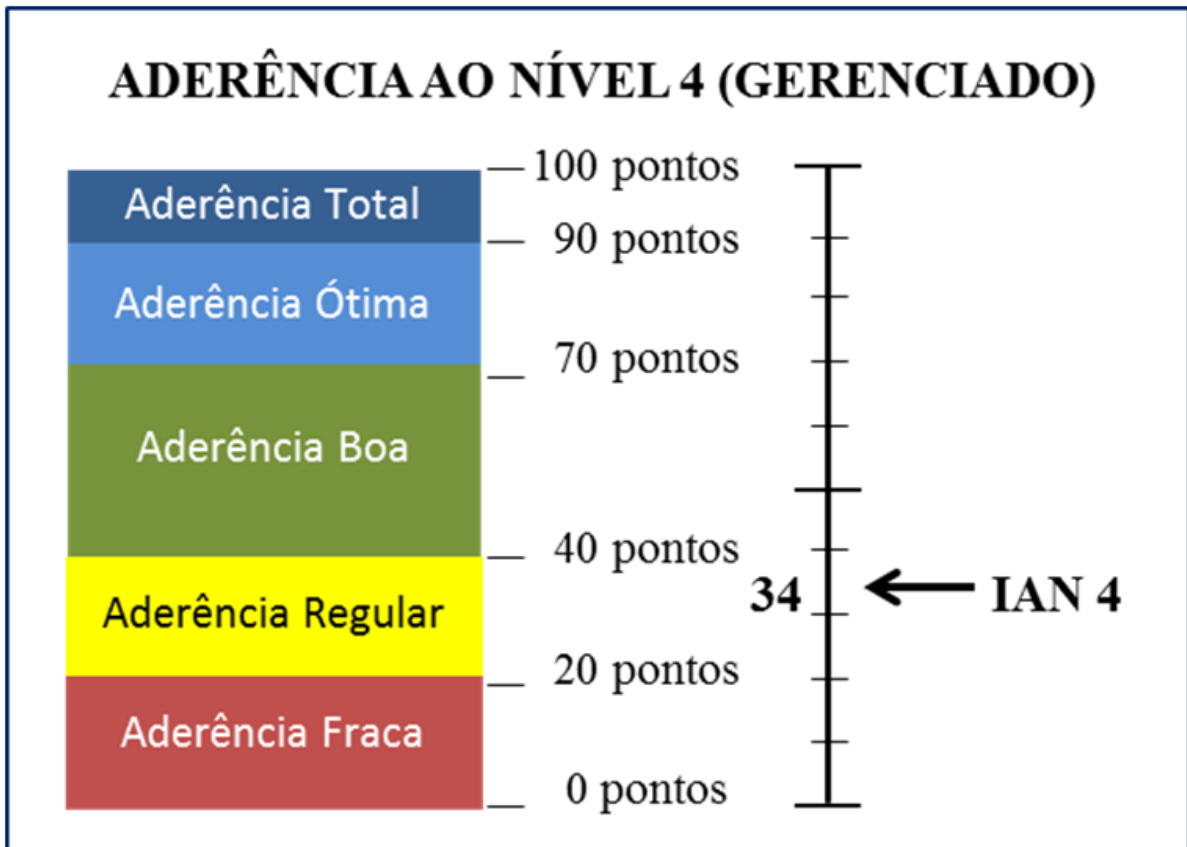 ADERÊNCIA AO NÍVEL 4 (GERENCIADO)
100 pontos
Aderência Total
90 pontos
Aderência Ótima
70 pontos
Aderência Boa
40 pontos
34 IAN 4
Aderência Regular
20 pontos
Aderência Fraca
0 pontos